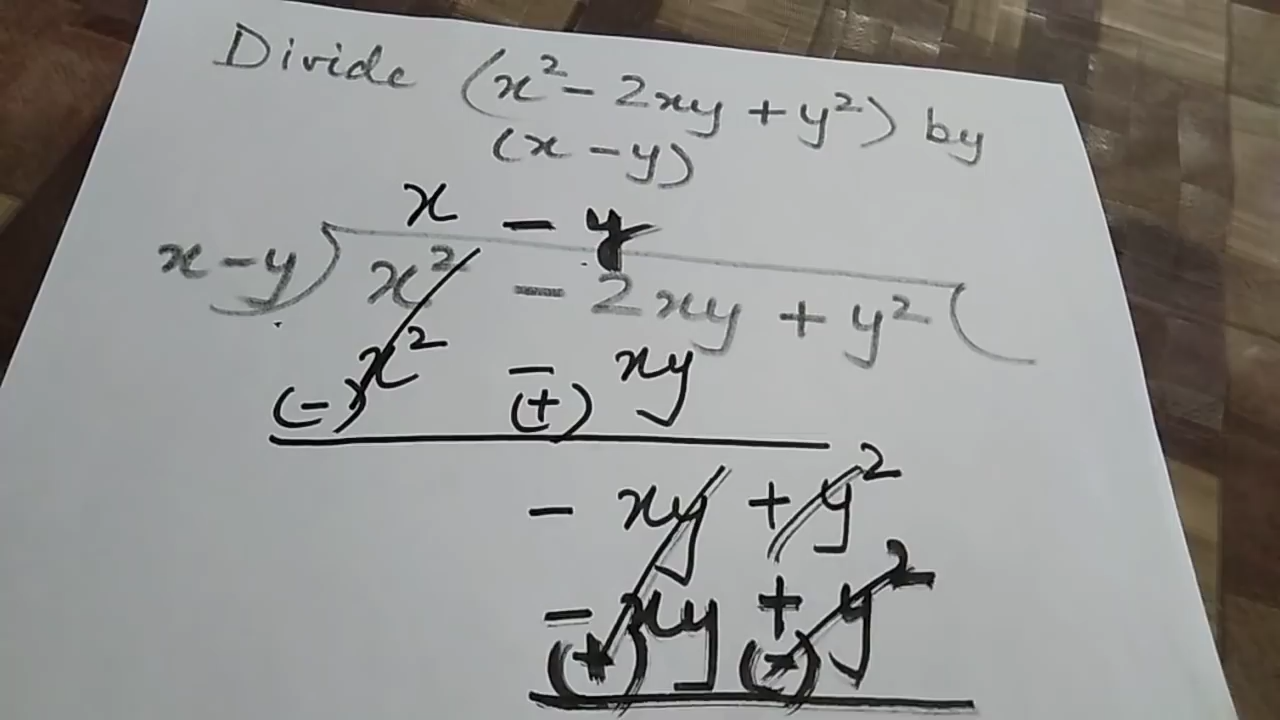 Divide (x² - 2xy + y²) by
(x - y)
x - y
x - y) x² - 2xy + y² (
x² - xy
(-) (+)
- xy + y²
- xy + y²
(+) (-)